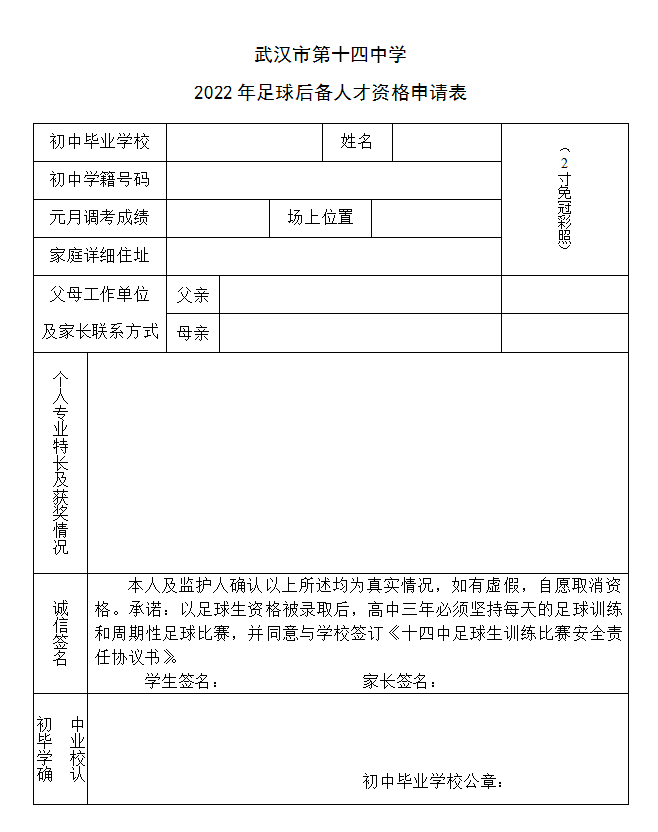 武汉市第十四中学
2022 年足球后备人才资格申请表
初中毕业学校
姓名
（2寸免冠彩照）
初中学籍号码
元月调考成绩
场上位置
家庭详细住址
父母工作单位
及家长联系方式
父亲
母亲
个人专业特长及获奖情况
诚信签名
本人及监护人确认以上所述均为真实情况，如有虚假，自愿取消资
格。承诺：以足球生资格被录取后，高中三年必须坚持每天的足球训练
和周期性足球比赛，并同意与学校签订《十四中足球生训练比赛安全责
任协议书》。
学生签名： 家长签名：
初中
毕业
学校
确认
初中毕业学校公章：